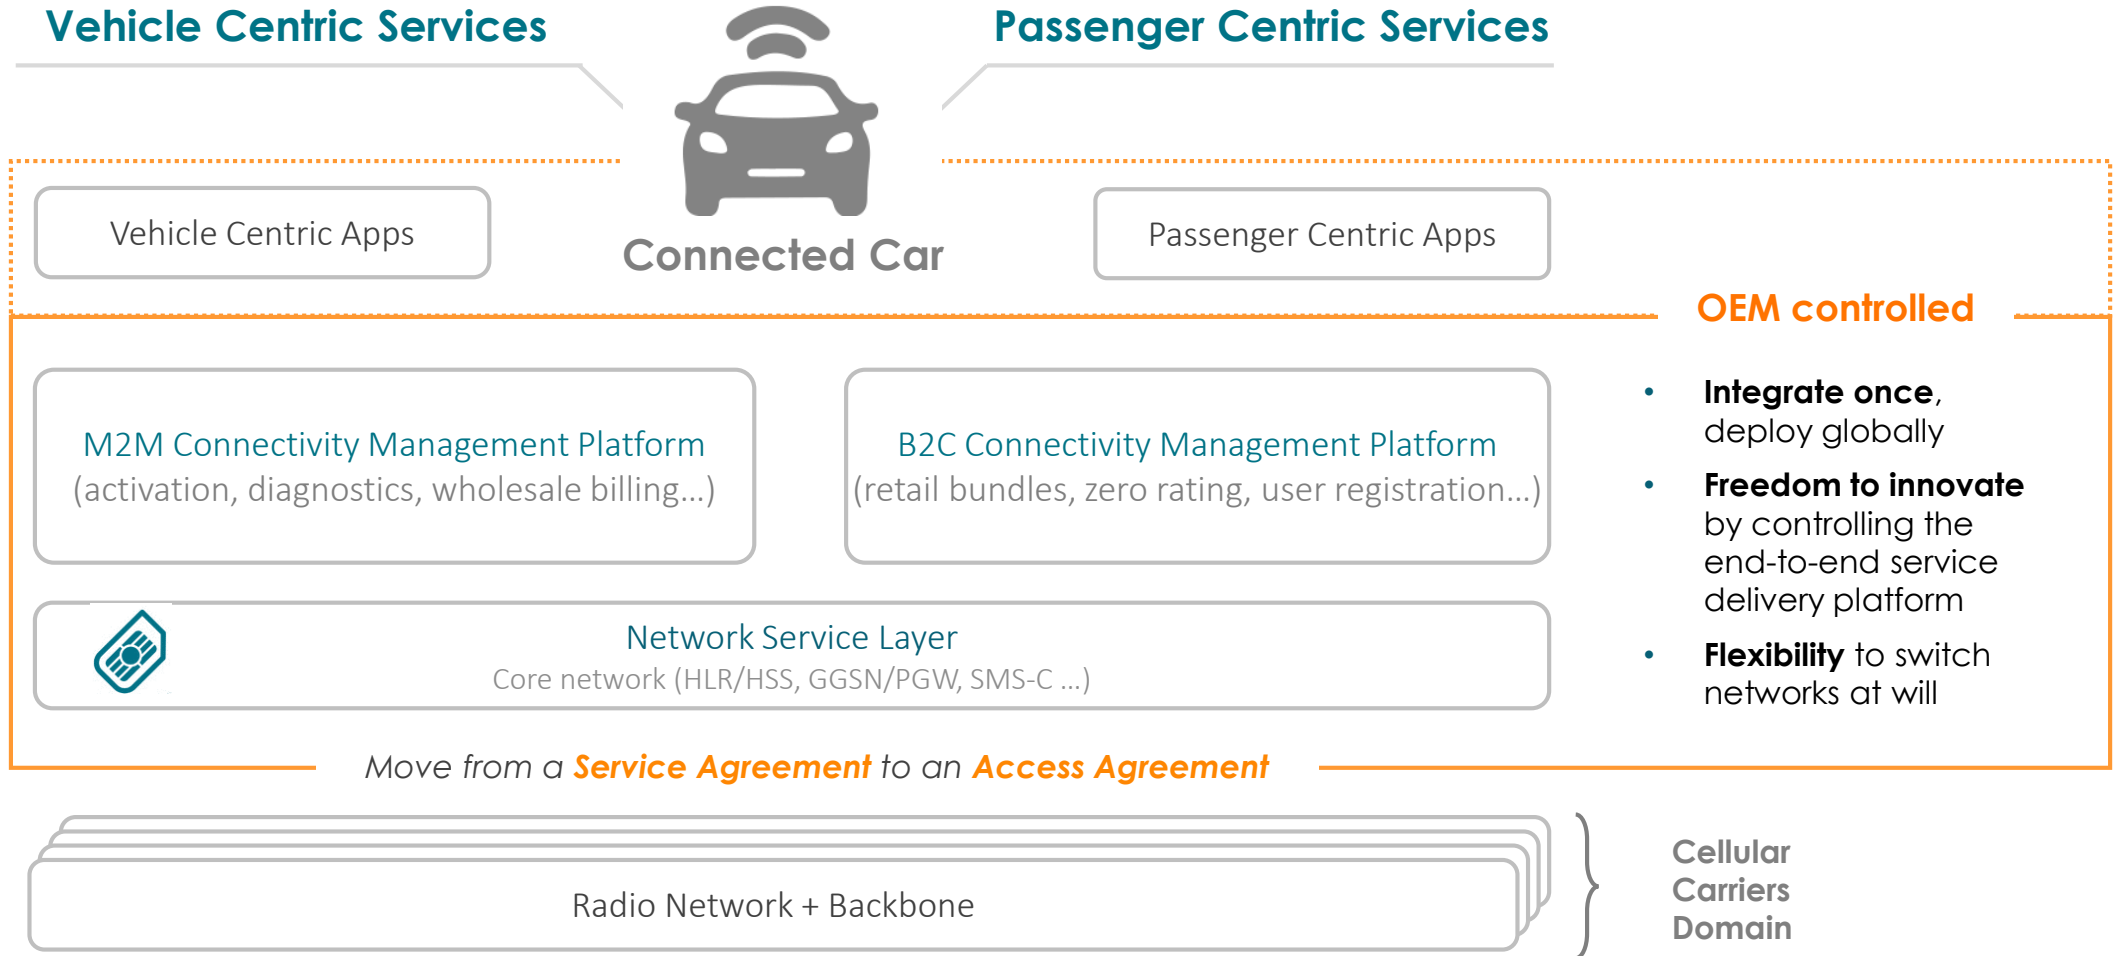 Vehicle Centric Services
Passenger Centric Services
Vehicle Centric Apps
Connected Car
Passenger Centric Apps
OEM controlled
M2M Connectivity Management Platform
(activation, diagnostics, wholesale billing...)
B2C Connectivity Management Platform
(retail bundles, zero rating, user registration...)
• Integrate once,
deploy globally
• Freedom to innovate
by controlling the
end-to-end service
delivery platform
• Flexibility to switch
networks at will
Network Service Layer
Core network (HLR/HSS, GGSN/PGW, SMS-C ...)
Move from a Service Agreement to an Access Agreement
Radio Network + Backbone
Cellular
Carriers
Domain